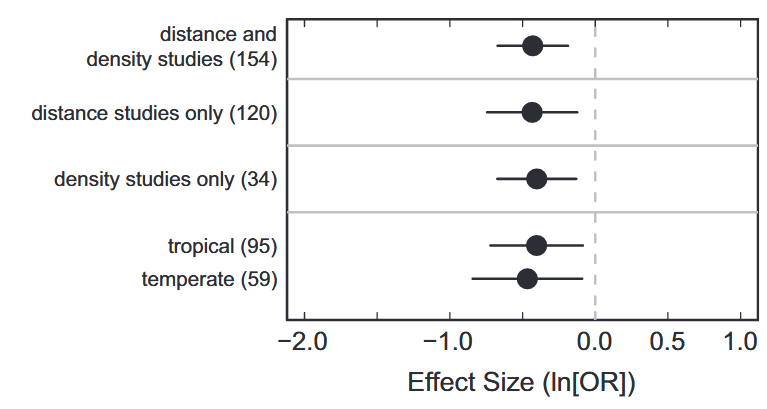 distance and
density studies (154)
distance studies only (120)
density studies only (34)
tropical (95)
temperate (59)
−2.0 −1.0 0.0 0.5 1.0
Effect Size (ln[OR])